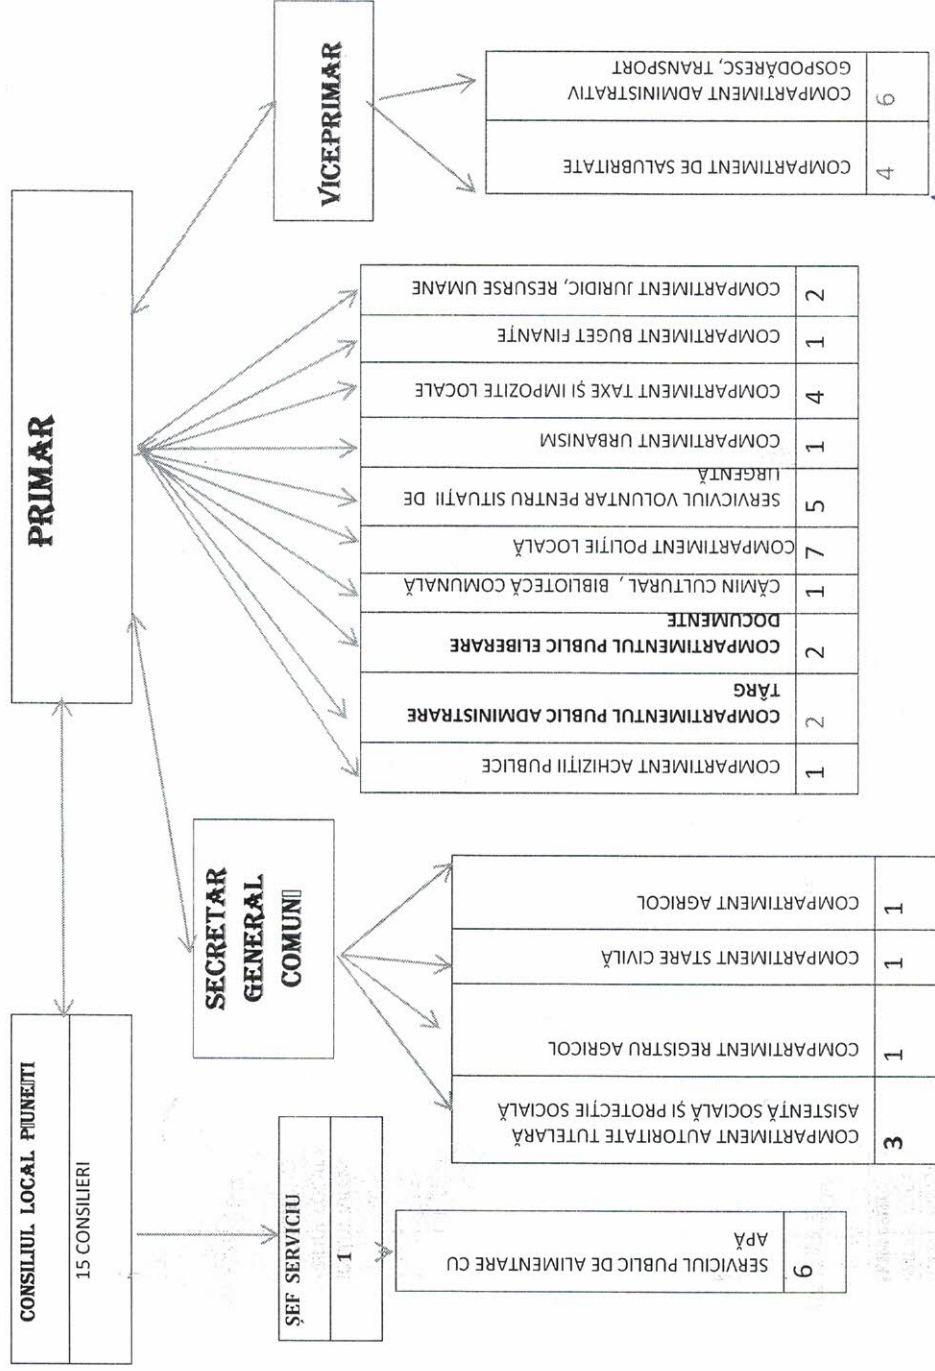 CONSILIUL LOCAL P▯UNE▯TI
15 CONSILIERI
PRIMAR
VICEPRIMAR
SECRETAR
GENERAL
COMUN▯
ȘEF SERVICIU
1
SERVICIUL PUBLIC DE ALIMENTARE CU
APĂ
6
COMPARTIMENT AUTORITATE TUTELARĂ
ASISTENȚĂ SOCIALĂ ȘI PROTECȚIE SOCIALĂ
3
COMPARTIMENT REGISTRU AGRICOL
1
COMPARTIMENT STARE CIVILĂ
1
COMPARTIMENT AGRICOL
1
COMPARTIMENT ACHIZIȚII PUBLICE
1
COMPARTIMENTUL PUBLIC ADMINISTRARE
TÂRG
2
COMPARTIMENTUL PUBLIC ELIBERARE
DOCUMENTE
2
CĂMIN CULTURAL , BIBLIOTECĂ COMUNALĂ
1
COMPARTIMENT POLIȚIE LOCALĂ
7
SERVICVIUL VOLUNTAR PENTRU SITUAȚII DE
URGENȚĂ
5
COMPARTIMENT URBANISM
1
COMPARTIMENT TAXE ȘI IMPOZITE LOCALE
4
COMPARTIMENT BUGET FINANȚE
1
COMPARTIMENT JURIDIC, RESURSE UMANE
2
COMPARTIMENT DE SALUBRITATE
4
COMPARTIMENT ADMINISTRATIV
GOSPODĂRESC, TRANSPORT
6